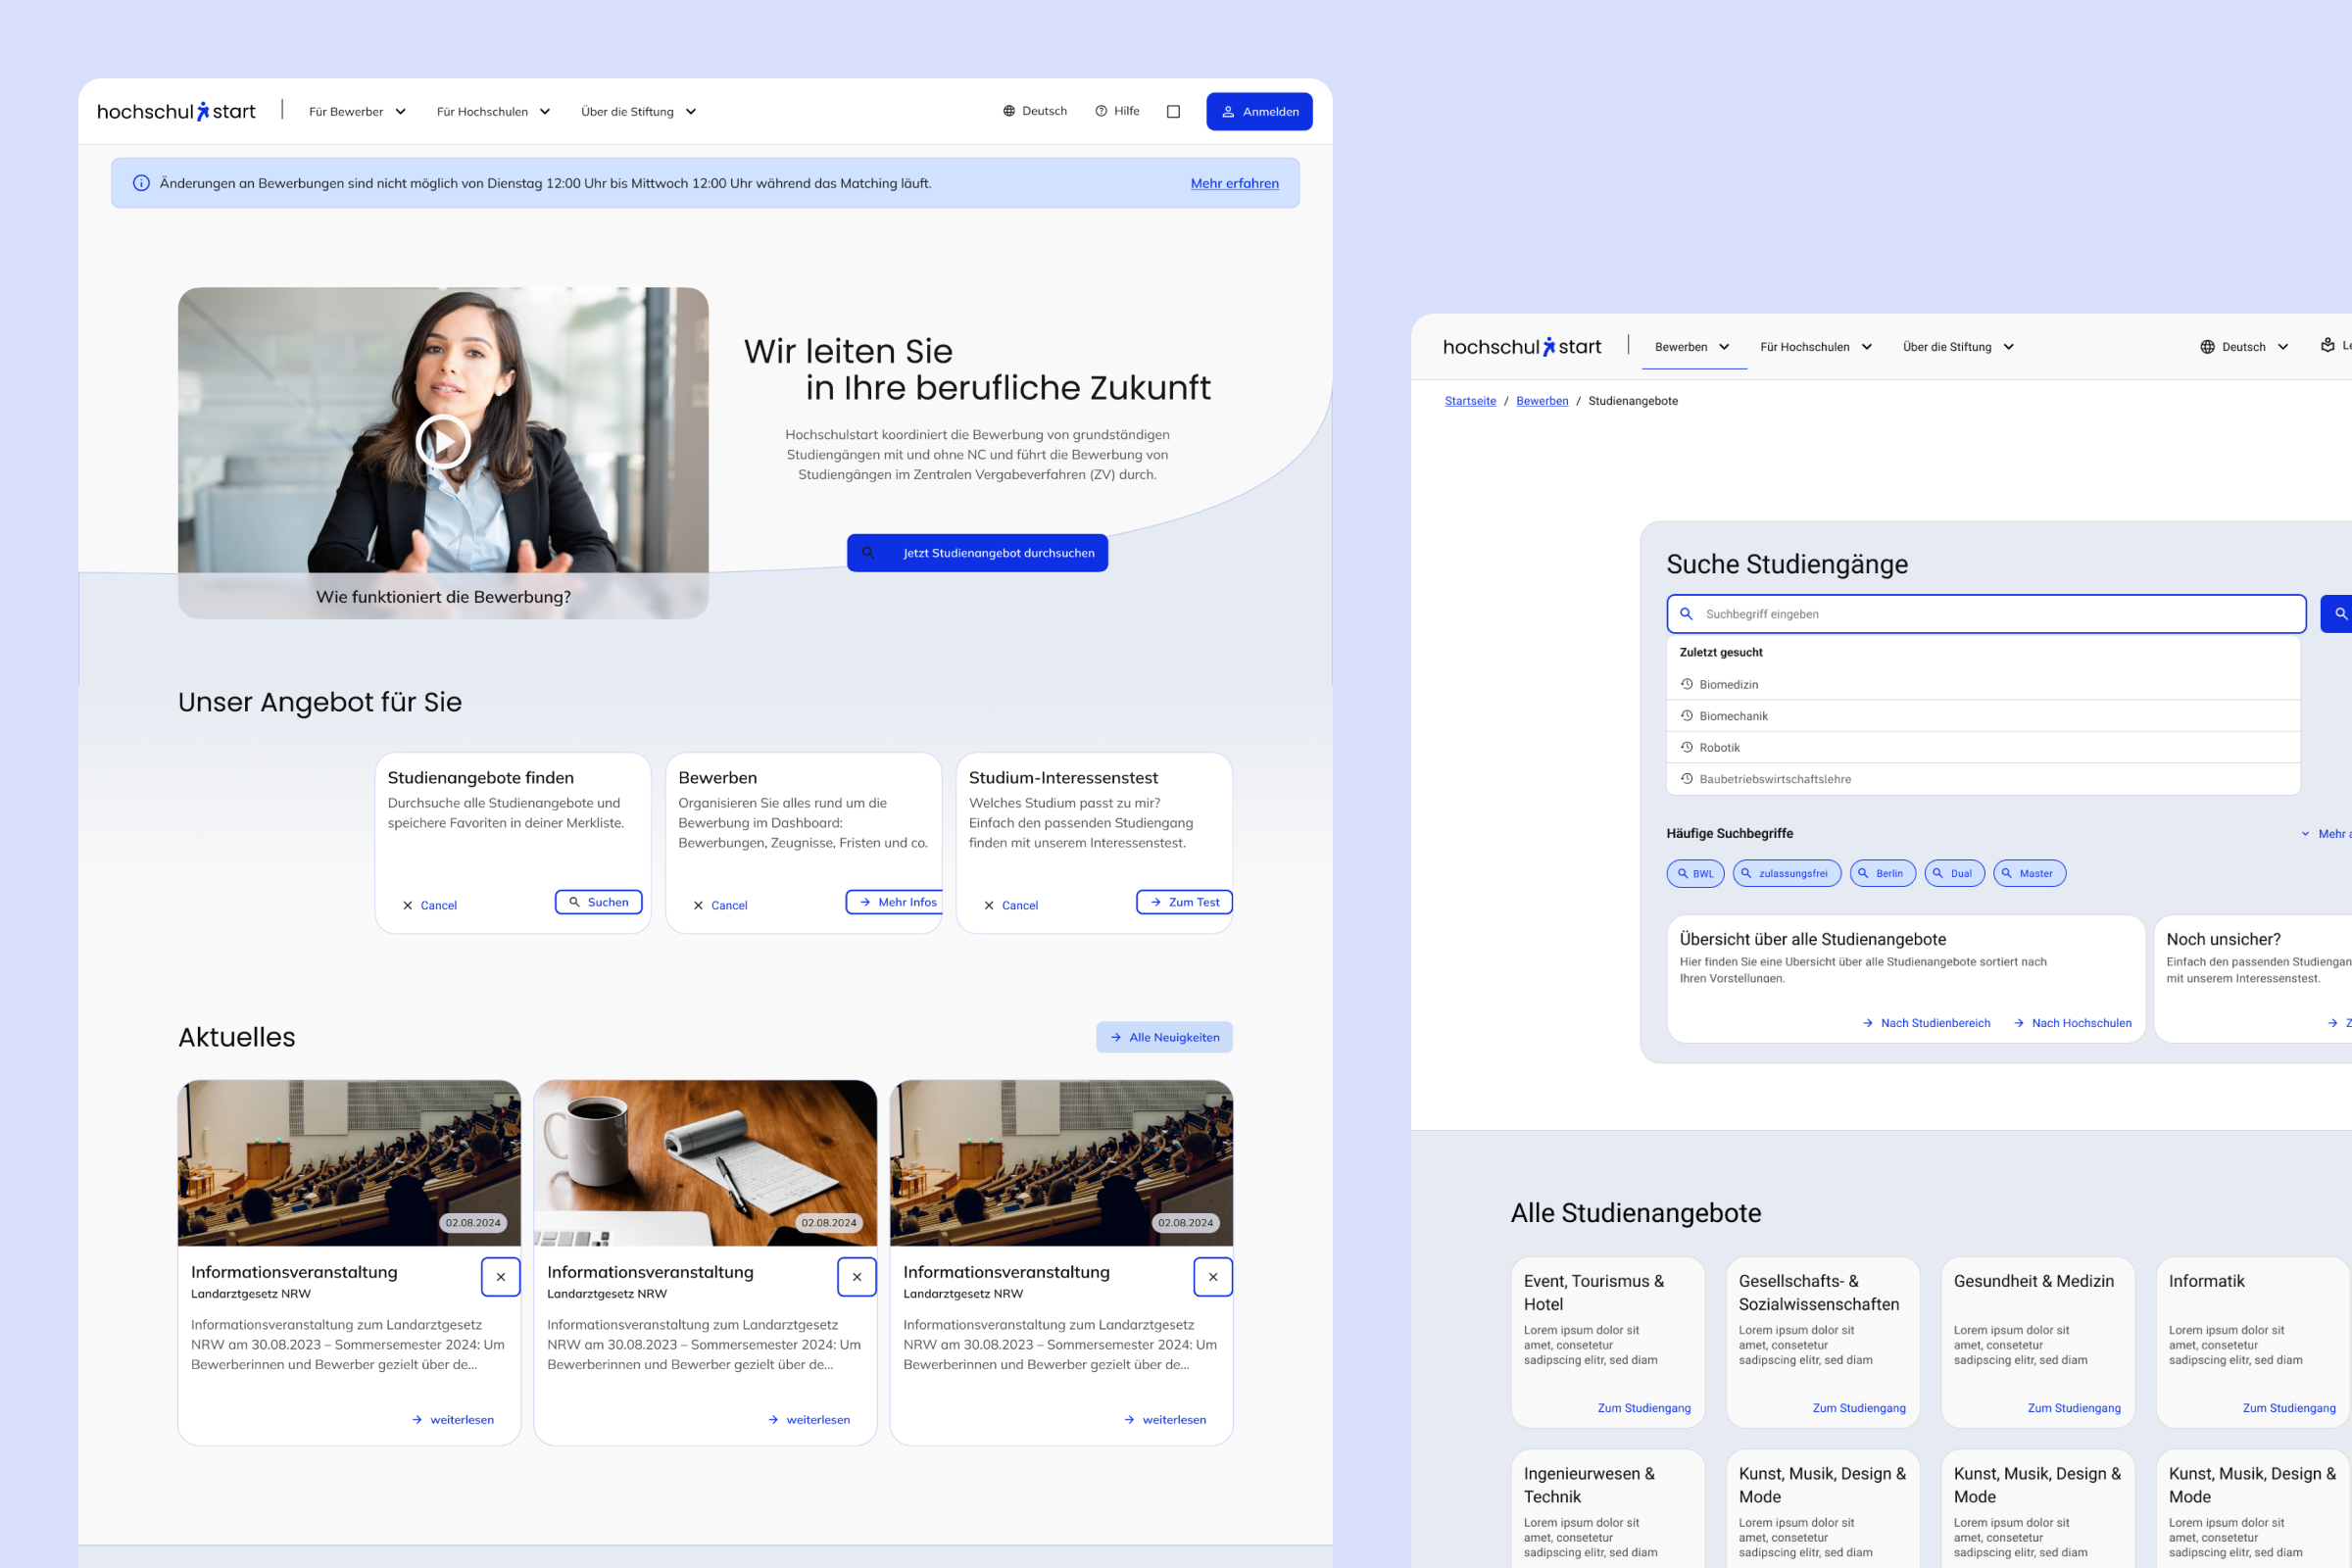 hochschul start
Für Bewerber
Für Hochschulen
Über die Stiftung
Deutsch
Hilfe
Anmelden
Änderungen an Bewerbungen sind nicht möglich von Dienstag 12:00 Uhr bis Mittwoch 12:00 Uhr während das Matching läuft.
Mehr erfahren
Wie funktioniert die Bewerbung?
Wir leiten Sie
in Ihre berufliche Zukunft
Hochschulstart koordiniert die Bewerbung von grundständigen
Studiengängen mit und ohne NC und führt die Bewerbung von
Studiengängen im Zentralen Vergabeverfahren (ZV) durch.
Jetzt Studienangebot durchsuchen
Unser Angebot für Sie
Studienangebote finden
Durchsuche alle Studienangebote und
speichere Favoriten in deiner Merkliste.
Cancel
Suchen
Bewerben
Organisieren Sie alles rund um die
Bewerbung im Dashboard:
Bewerbungen, Zeugnisse, Fristen und co.
Cancel
Mehr Infos
Studium-Interessenstest
Welches Studium passt zu mir?
Einfach den passenden Studiengang
finden mit unserem Interessenstest.
Cancel
Zum Test
Aktuelles
Alle Neuigkeiten
02.08.2024
Informationsveranstaltung
Landarztgesetz NRW
Informationsveranstaltung zum Landarztgesetz
NRW am 30.08.2023 – Sommersemester 2024: Um
Bewerberinnen und Bewerber gezielt über de...
weiterlesen
02.08.2024
Informationsveranstaltung
Landarztgesetz NRW
Informationsveranstaltung zum Landarztgesetz
NRW am 30.08.2023 – Sommersemester 2024: Um
Bewerberinnen und Bewerber gezielt über de...
weiterlesen
02.08.2024
Informationsveranstaltung
Landarztgesetz NRW
Informationsveranstaltung zum Landarztgesetz
NRW am 30.08.2023 – Sommersemester 2024: Um
Bewerberinnen und Bewerber gezielt über de...
weiterlesen
hochschul start
Bewerben
Für Hochschulen
Über die Stiftung
Deutsch
Startseite / Bewerben / Studienangebote
Suche Studiengänge
Suchbegriff eingeben
Zuletzt gesucht
Biomedizin
Biomechanik
Robotik
Baubetriebswirtschaftslehre
Häufige Suchbegriffe
Mehr
BWL
zulassungsfrei
Berlin
Dual
Master
Übersicht über alle Studienangebote
Hier finden Sie eine Übersicht über alle Studienangebote sortiert nach
Ihren Vorstellungen.
Nach Studienbereich
Nach Hochschulen
Noch unsicher?
Einfach den passenden Studiengan
mit unserem Interessenstest.
Alle Studienangebote
Event, Tourismus &
Hotel
Lorem ipsum dolor sit
amet, consetetur
sadipscing elitr, sed diam
Zum Studiengang
Gesellschafts- &
Sozialwissenschaften
Lorem ipsum dolor sit
amet, consetetur
sadipscing elitr, sed diam
Zum Studiengang
Gesundheit & Medizin
Lorem ipsum dolor sit
amet, consetetur
sadipscing elitr, sed diam
Zum Studiengang
Informatik
Lorem ipsum dolor sit
amet, consetetur
sadipscing elitr, sed diam
Zum Studiengang
Ingenieurwesen &
Technik
Lorem ipsum dolor sit
amet, consetetur
sadipscing elitr, sed diam
Kunst, Musik, Design &
Mode
Lorem ipsum dolor sit
amet, consetetur
sadipscing elitr, sed diam
Kunst, Musik, Design &
Mode
Lorem ipsum dolor sit
amet, consetetur
sadipscing elitr, sed diam
Kunst, Musik, Design &
Mode
Lorem ipsum dolor sit
amet, consetetur
sadipscing elitr, sed diam